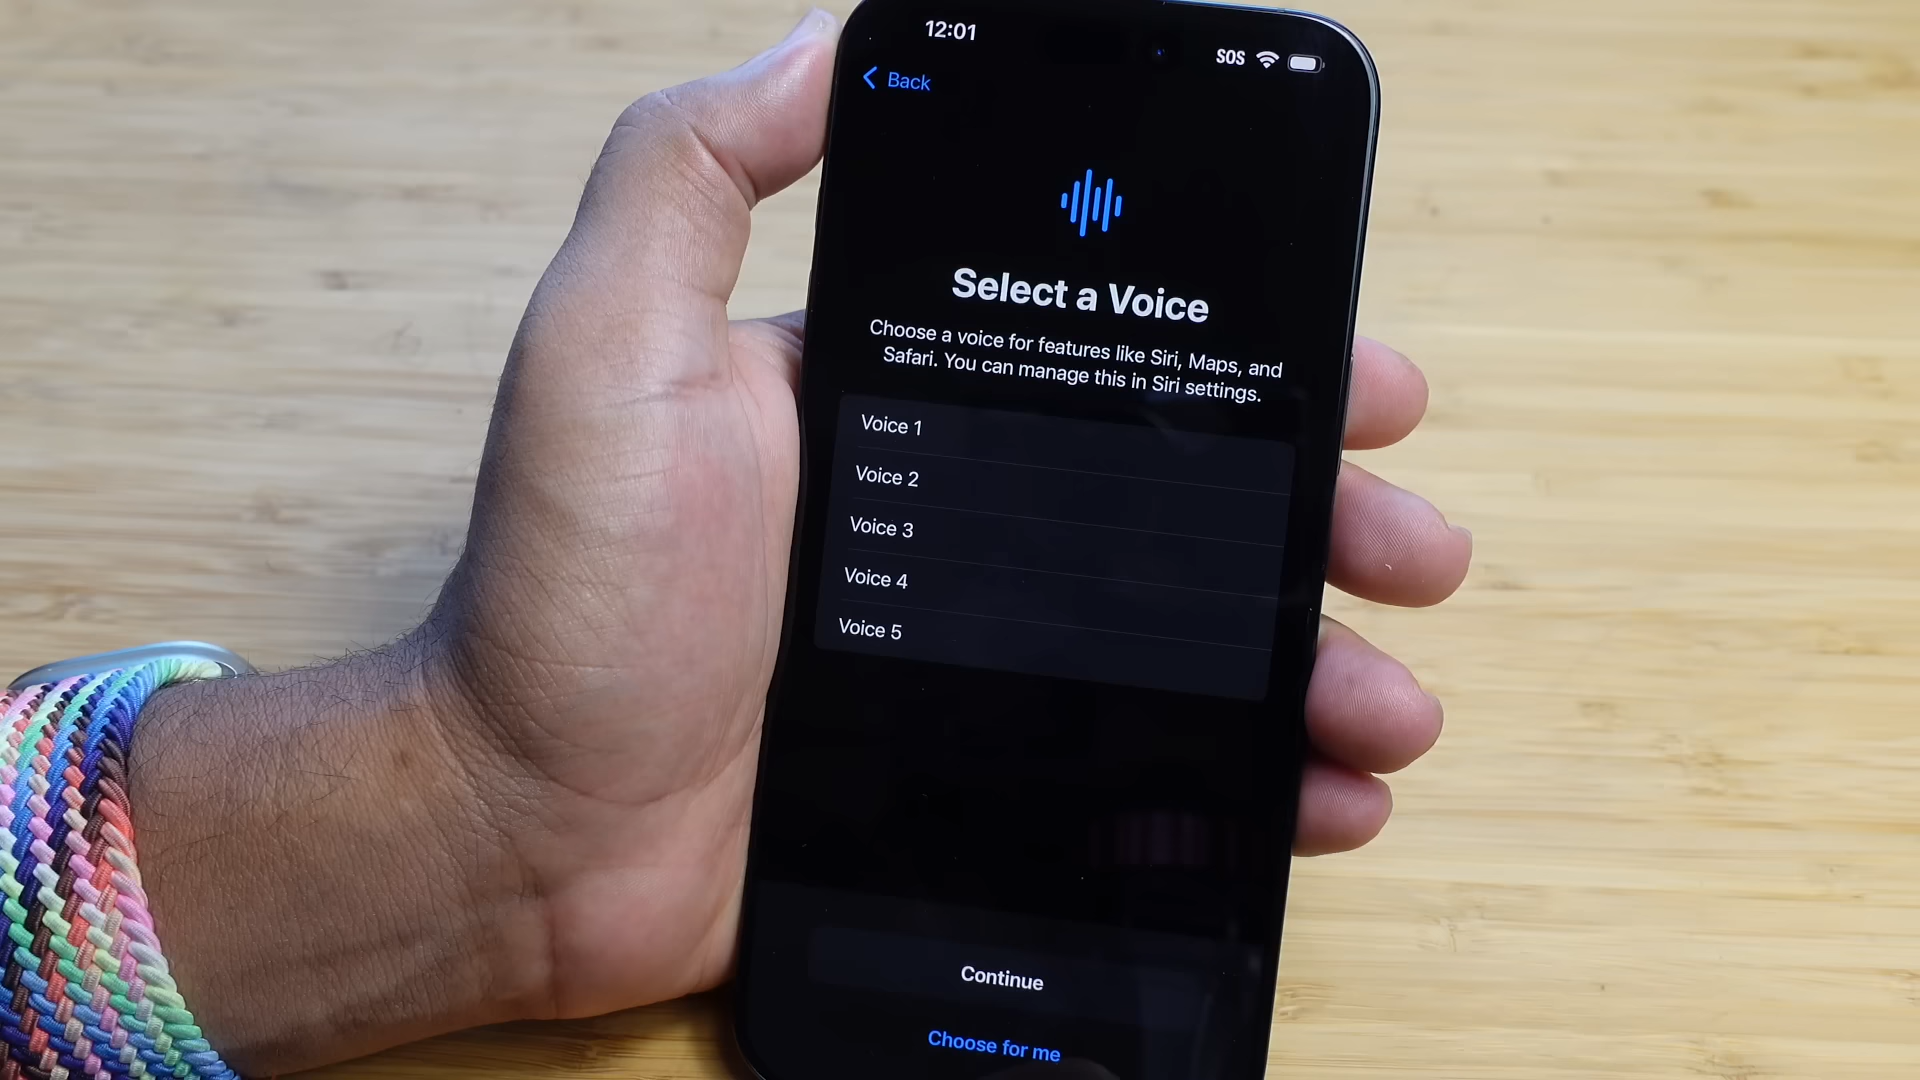 12:01
SOS
Back
Select a Voice
Choose a voice for features like Siri, Maps, and
Safari. You can manage this in Siri settings.
Voice 1
Voice 2
Voice 3
Voice 4
Voice 5
Continue
Choose for me